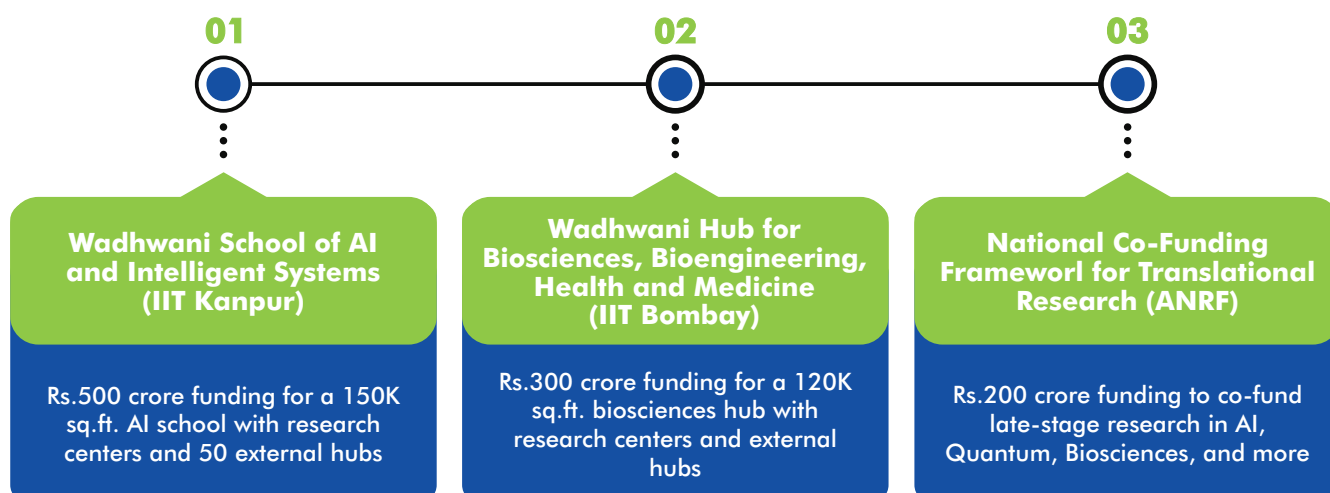 01
02
03
Wadhwani School of AI
and Intelligent Systems
(IIT Kanpur)
Rs.500 crore funding for a 150K
sq.ft. AI school with research
centers and 50 external hubs
Wadhwani Hub for
Biosciences, Bioengineering,
Health and Medicine
(IIT Bombay)
Rs.300 crore funding for a 120K
sq.ft. biosciences hub with
research centers and external
hubs
National Co-Funding
Frameworl for Translational
Research (ANRF)
Rs.200 crore funding to co-fund
late-stage research in AI,
Quantum, Biosciences, and more